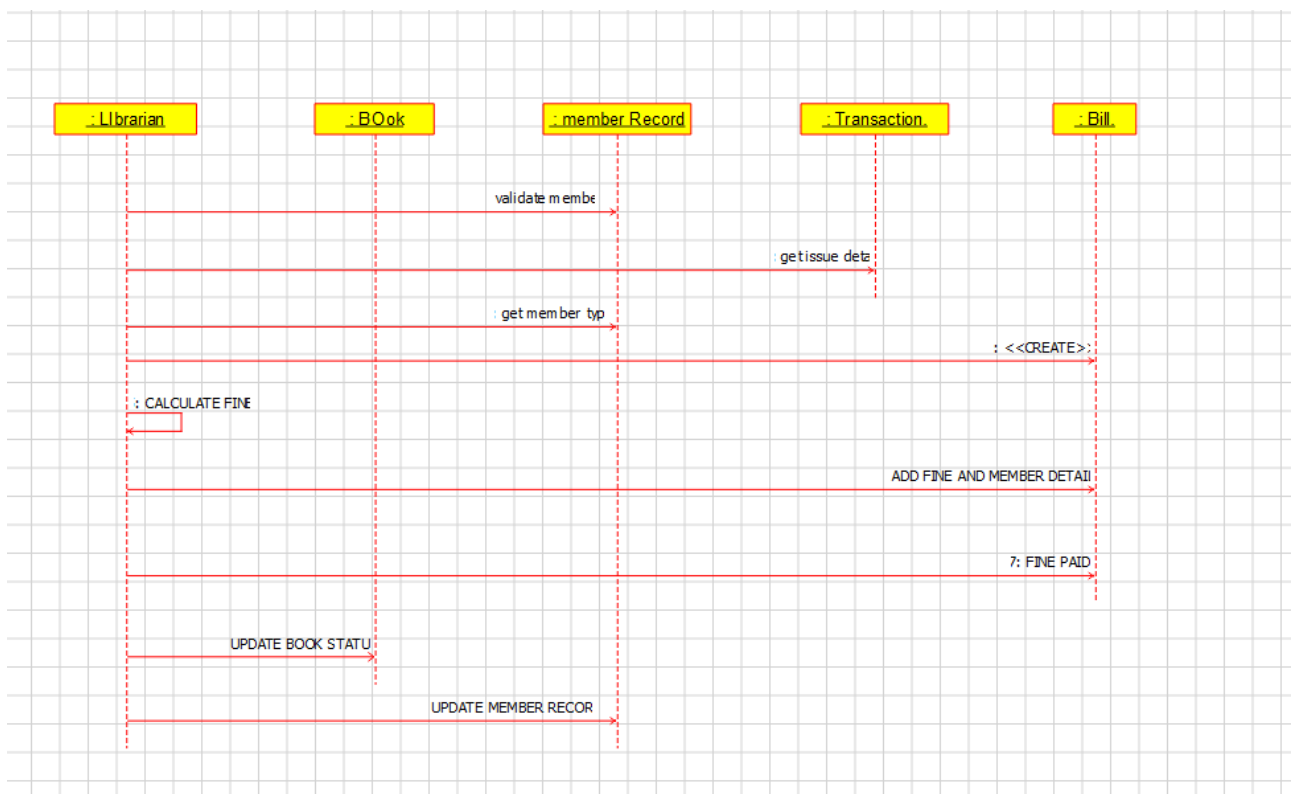 : LIbrarian
: BOok
: member Record
: Transaction.
: Bill.
validate membe
: get issue deta
: get member typ
: <<CREATE>>
: CALCULATE FINE
ADD FINE AND MEMBER DETAI
7: FINE PAID
UPDATE BOOK STATU
UPDATE MEMBER RECOR